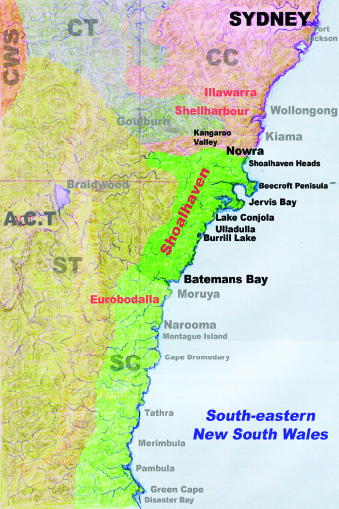 SYDNEY
Port
Jackson
CT
CWS
CC
Illawarra
Shellharbour
Wollongong
Goulburn
Kangaroo
Valley
Kiama
Nowra
Shoalhaven Heads
Braidwood
Beecroft Penisula
Jervis Bay
Shoalhaven
A.C.T
Lake Conjola
Ulladulla
Burrill Lake
ST
Batemans Bay
Eurobodalla
Moruya
Narooma
Montague Island
SC
Cape Dromedary
Tathra
South-eastern
New South Wales
Merimbula
Pambula
Green Cape
Disaster Bay